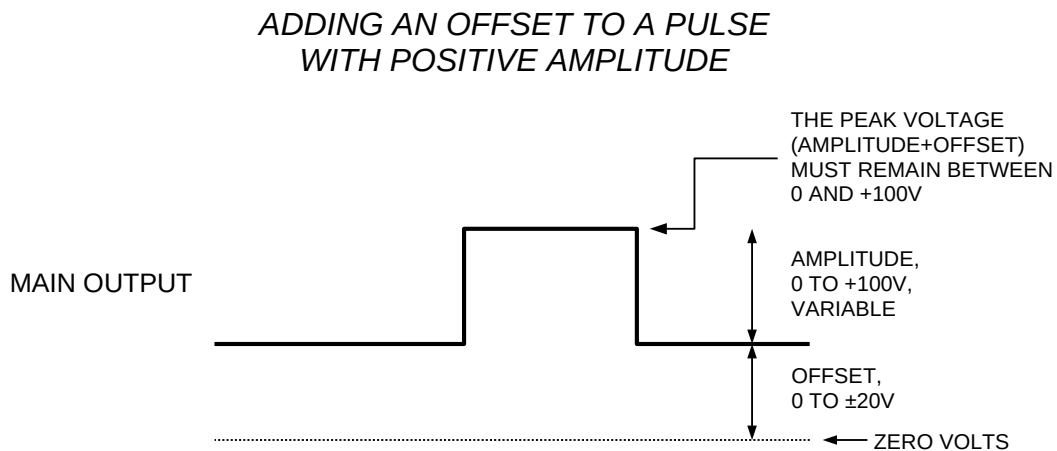 ADDING AN OFFSET TO A PULSE
WITH POSITIVE AMPLITUDE
THE PEAK VOLTAGE
(AMPLITUDE+OFFSET)
MUST REMAIN BETWEEN
0 AND +100V
MAIN OUTPUT
AMPLITUDE,
0 TO +100V,
VARIABLE
OFFSET,
0 TO ±20V
ZERO VOLTS